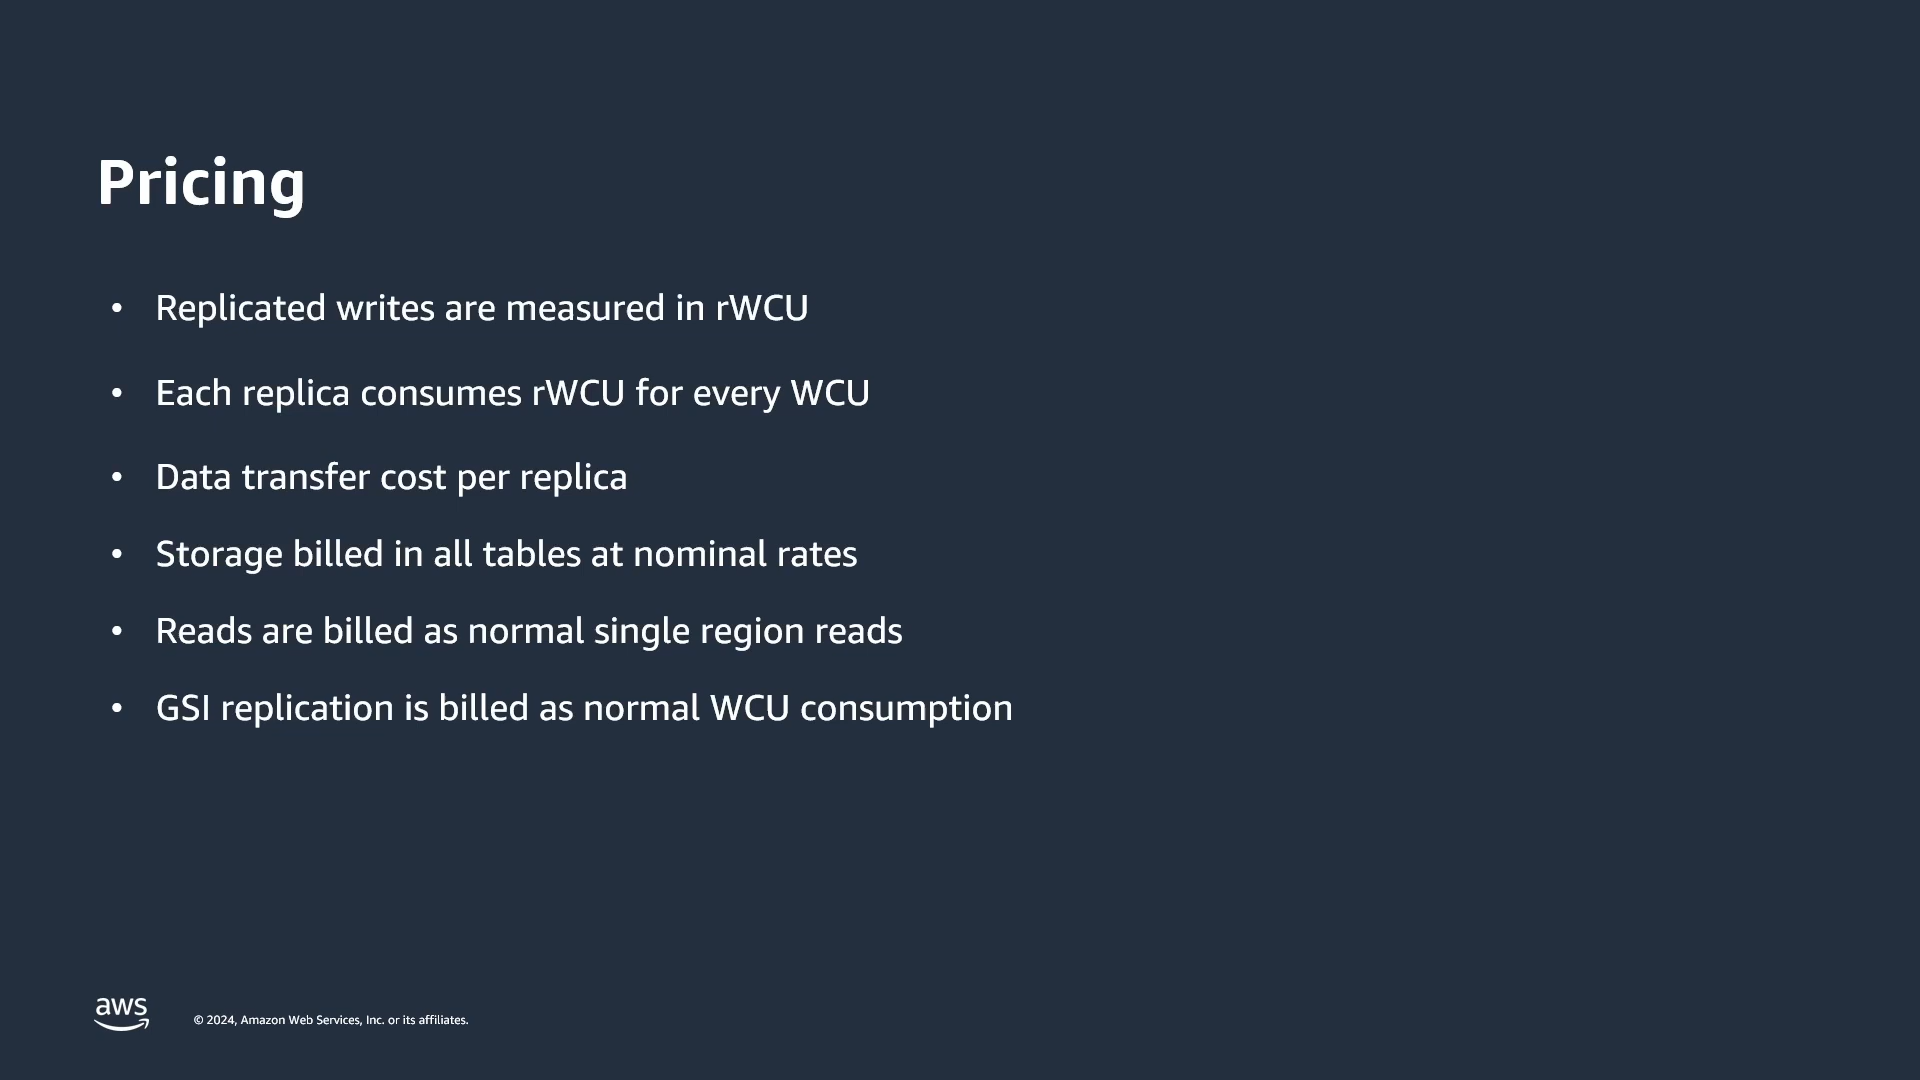 Pricing
• Replicated writes are measured in rWCU
• Each replica consumes rWCU for every WCU
• Data transfer cost per replica
• Storage billed in all tables at nominal rates
• Reads are billed as normal single region reads
• GSI replication is billed as normal WCU consumption
aws
© 2024, Amazon Web Services, Inc. or its affiliates.